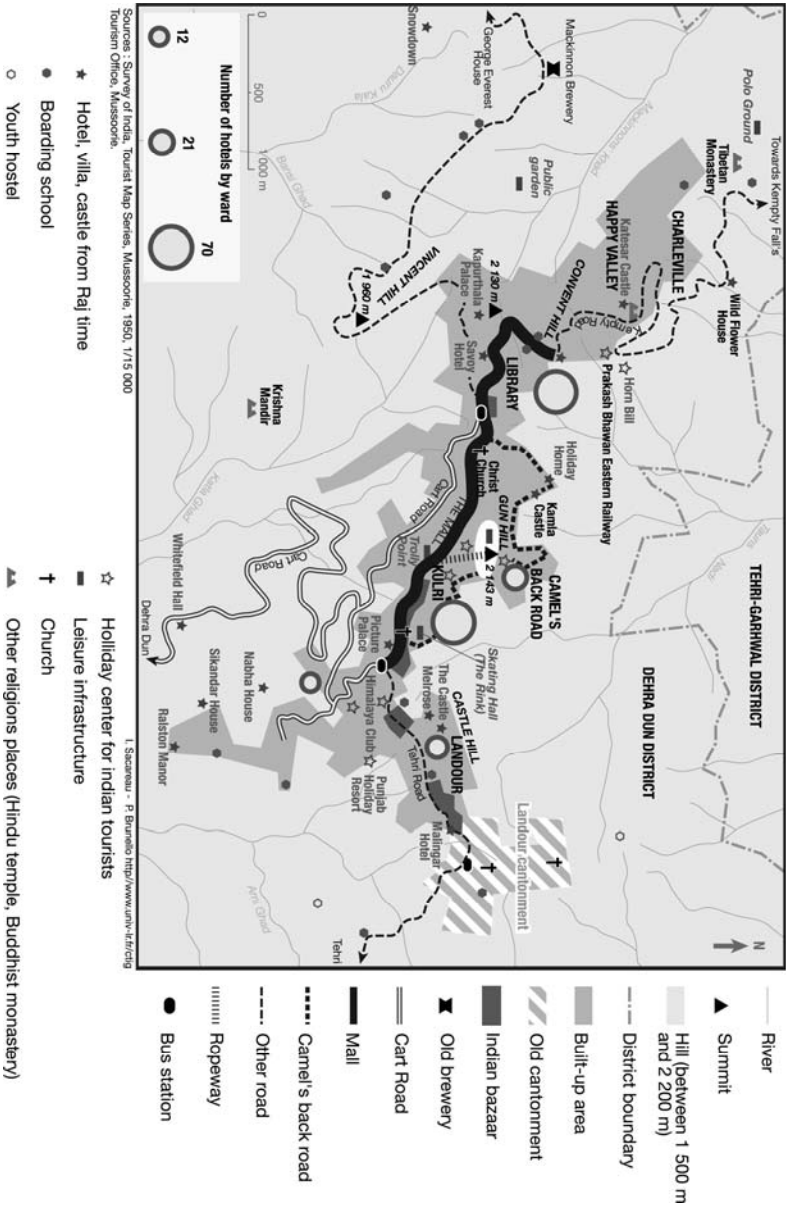 TEHRI-GARHWAL DISTRICT
DEHRA DUN DISTRICT
N
Towards Kempty Fall's
Polo Ground
Tibetan
Monastery
Wild Flower
House
CHARLEVILLE
Katesar Castle
HAPPY VALLEY
Horn Bill
Prakash Bhawan Eastern Railway
CONVENT HILL
Mackinnon Brewery
George Everest
House
Snowdown
Public
garden
Mackinnons Khad
Bansi Ghad
VINCENT HILL
1 960 m
2 130 m
Kapurthala
Palace
Savoy
Hotel
LIBRARY
Holiday
Home
Kamla
Castle
Christ
Church
GUN HILL
2 143 m
CAMEL'S
BACK ROAD
THE MALL
Cart Road
Trolly
Point
KULRI
Skating Hall
(The Rink)
Picture
Palace
The Castle
Melrose
CASTLE HILL
LANDOUR
Himalaya Club
Tehri Road
Punjab
Holiday
Resort
Malingar
Hotel
Landour cantonment
Tehri
Krishna
Mandir
Cart Road
Whitefield Hall
Dehra Dun
Nabha House
Sikandar House
Ralston Manor
0
500
1 000 m
Number of hotels by ward
12
21
70
Sources : Survey of India, Tourist Map Series, Mussoorie, 1950, 1/15 000
Tourism Office, Mussoorie.
I. Sacareau - P. Brunello http//www.univ-lr.fr/ctig
Hotel, villa, castle from Raj time
Boarding school
Youth hostel
Holliday center for indian tourists
Leisure infrastructure
Church
Other religions places (Hindu temple, Buddhist monastery)
River
Summit
Hill (between 1 500 m
and 2 200 m)
District boundary
Built-up area
Old cantonment
Indian bazaar
Old brewery
Cart Road
Mall
Camel's back road
Other road
Ropeway
Bus station